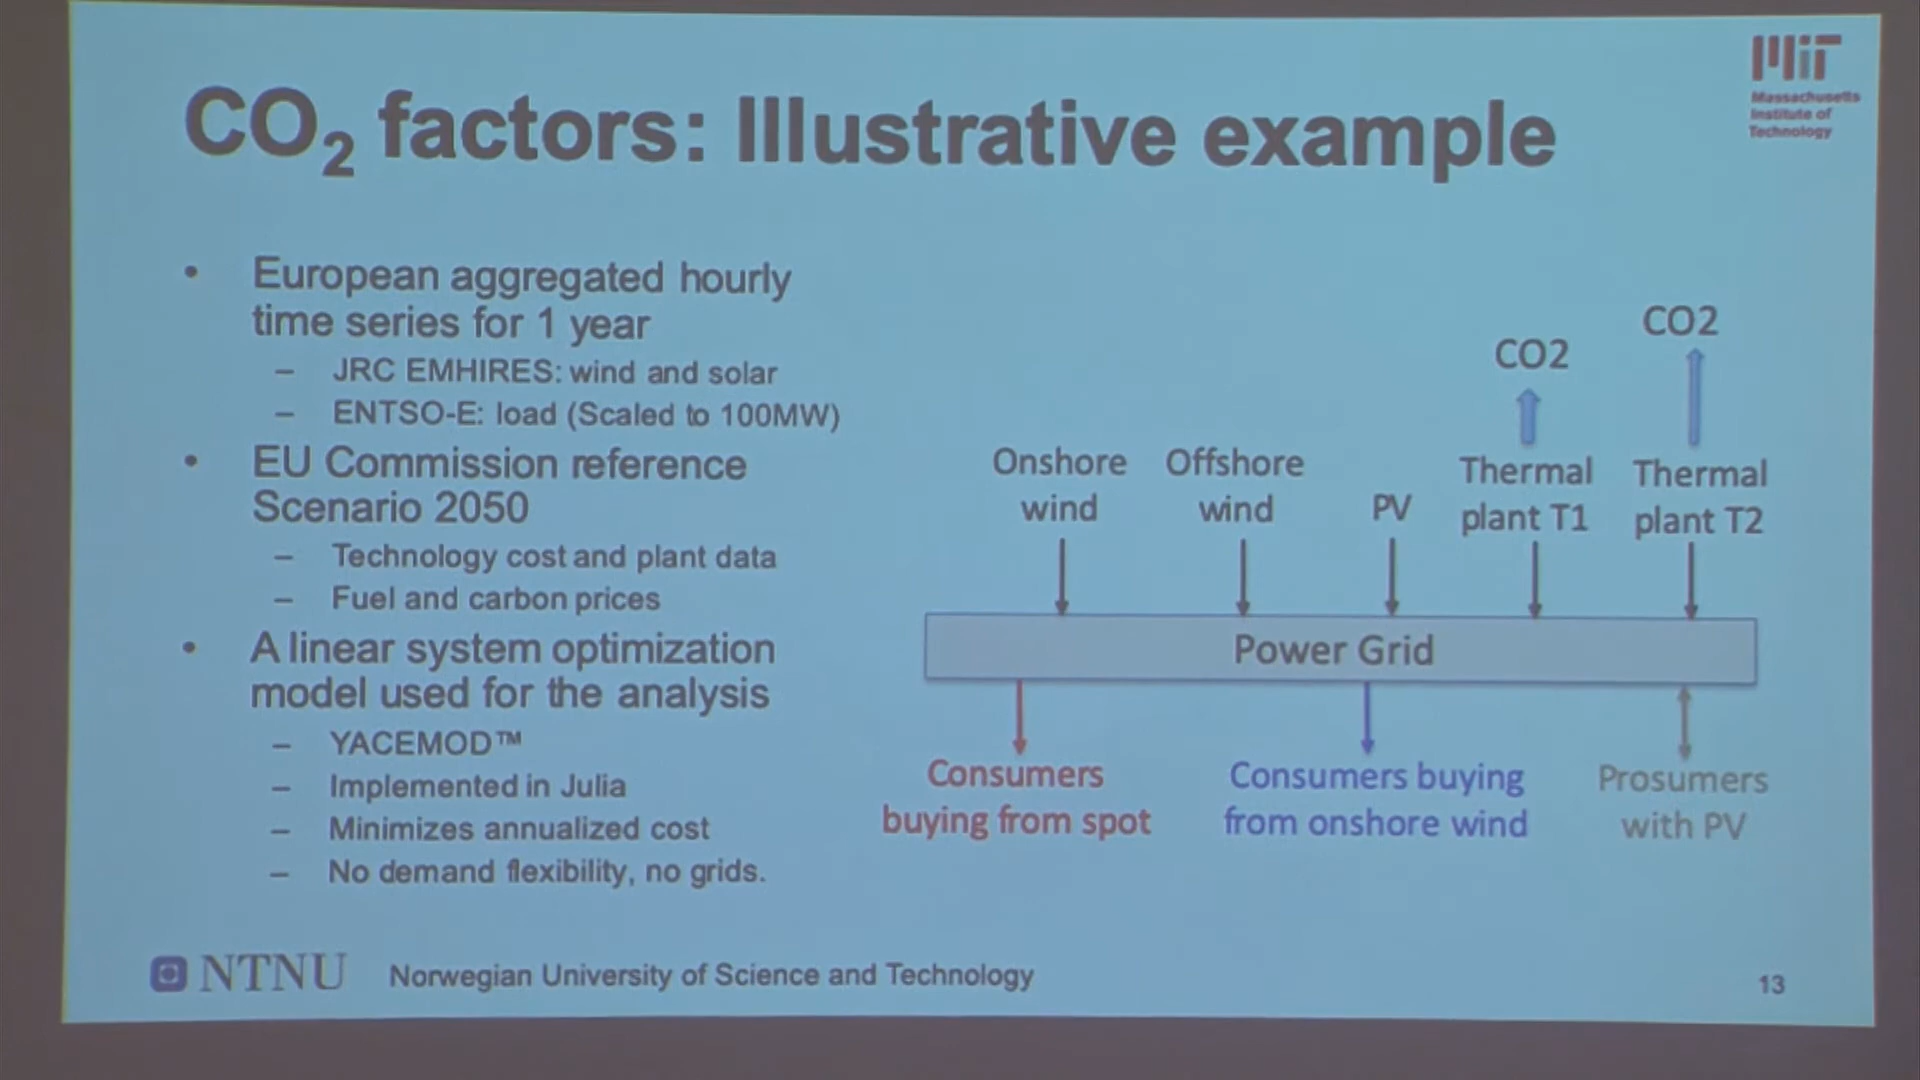 CO2 factors: Illustrative example
MIT
Massachusetts
Institute of
Technology
• European aggregated hourly
time series for 1 year
– JRC EMHIRES: wind and solar
– ENTSO-E: load (Scaled to 100MW)
• EU Commission reference
Scenario 2050
– Technology cost and plant data
– Fuel and carbon prices
• A linear system optimization
model used for the analysis
– YACEMOD™
– Implemented in Julia
– Minimizes annualized cost
– No demand flexibility, no grids.
CO2
CO2
Onshore
wind
Offshore
wind
PV
Thermal
plant T1
Thermal
plant T2
Power Grid
Consumers
buying from spot
Consumers buying
from onshore wind
Prosumers
with PV
NTNU
Norwegian University of Science and Technology
13